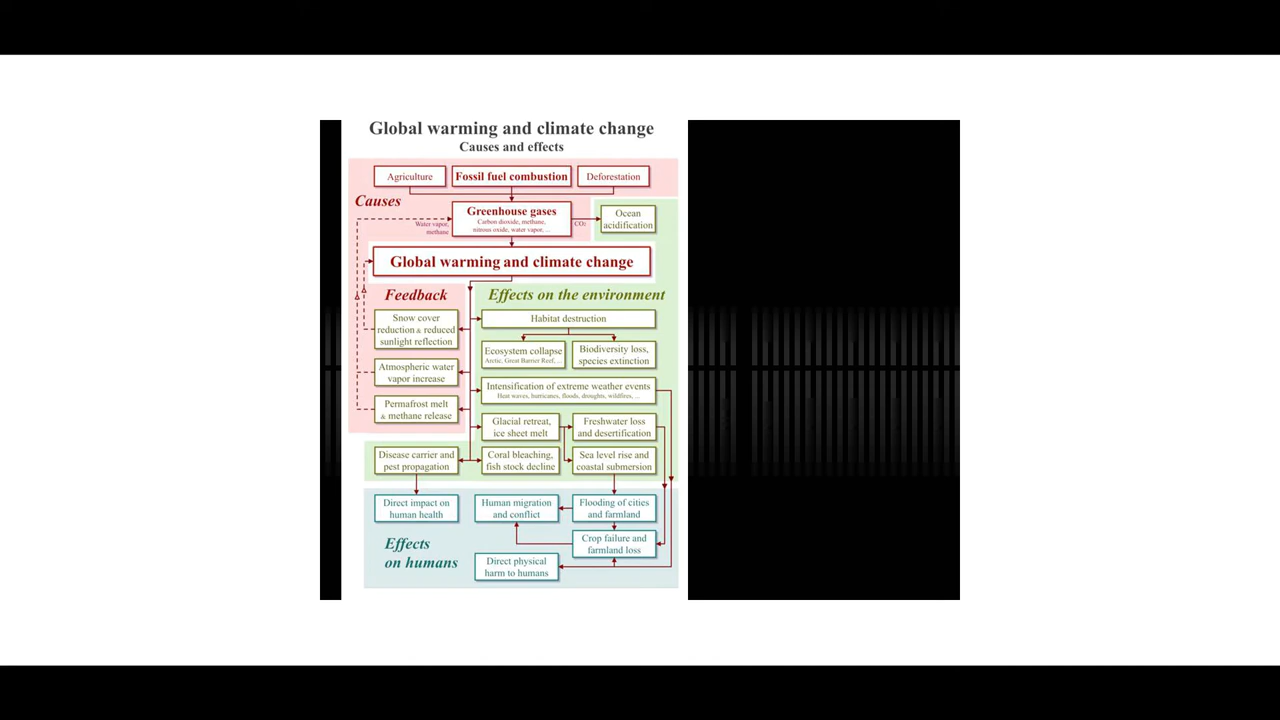 Global warming and climate change
Causes and effects
Agriculture
Fossil fuel combustion
Deforestation
Causes
Greenhouse gases
Carbon dioxide, methane,
nitrous oxide, water vapor, ...
Water vapor,
methane
CO₂
Ocean
acidification
Global warming and climate change
Feedback
Effects on the environment
Snow cover
reduction & reduced
sunlight reflection
Habitat destruction
Ecosystem collapse
Arctic, Great Barrier Reef, ...
Biodiversity loss,
species extinction
Atmospheric water
vapor increase
Intensification of extreme weather events
Heat waves, hurricanes, floods, droughts, wildfires, ...
Permafrost melt
& methane release
Glacial retreat,
ice sheet melt
Freshwater loss
and desertification
Disease carrier and
pest propagation
Coral bleaching,
fish stock decline
Sea level rise and
coastal submersion
Direct impact on
human health
Human migration
and conflict
Flooding of cities
and farmland
Effects
on humans
Crop failure and
farmland loss
Direct physical
harm to humans